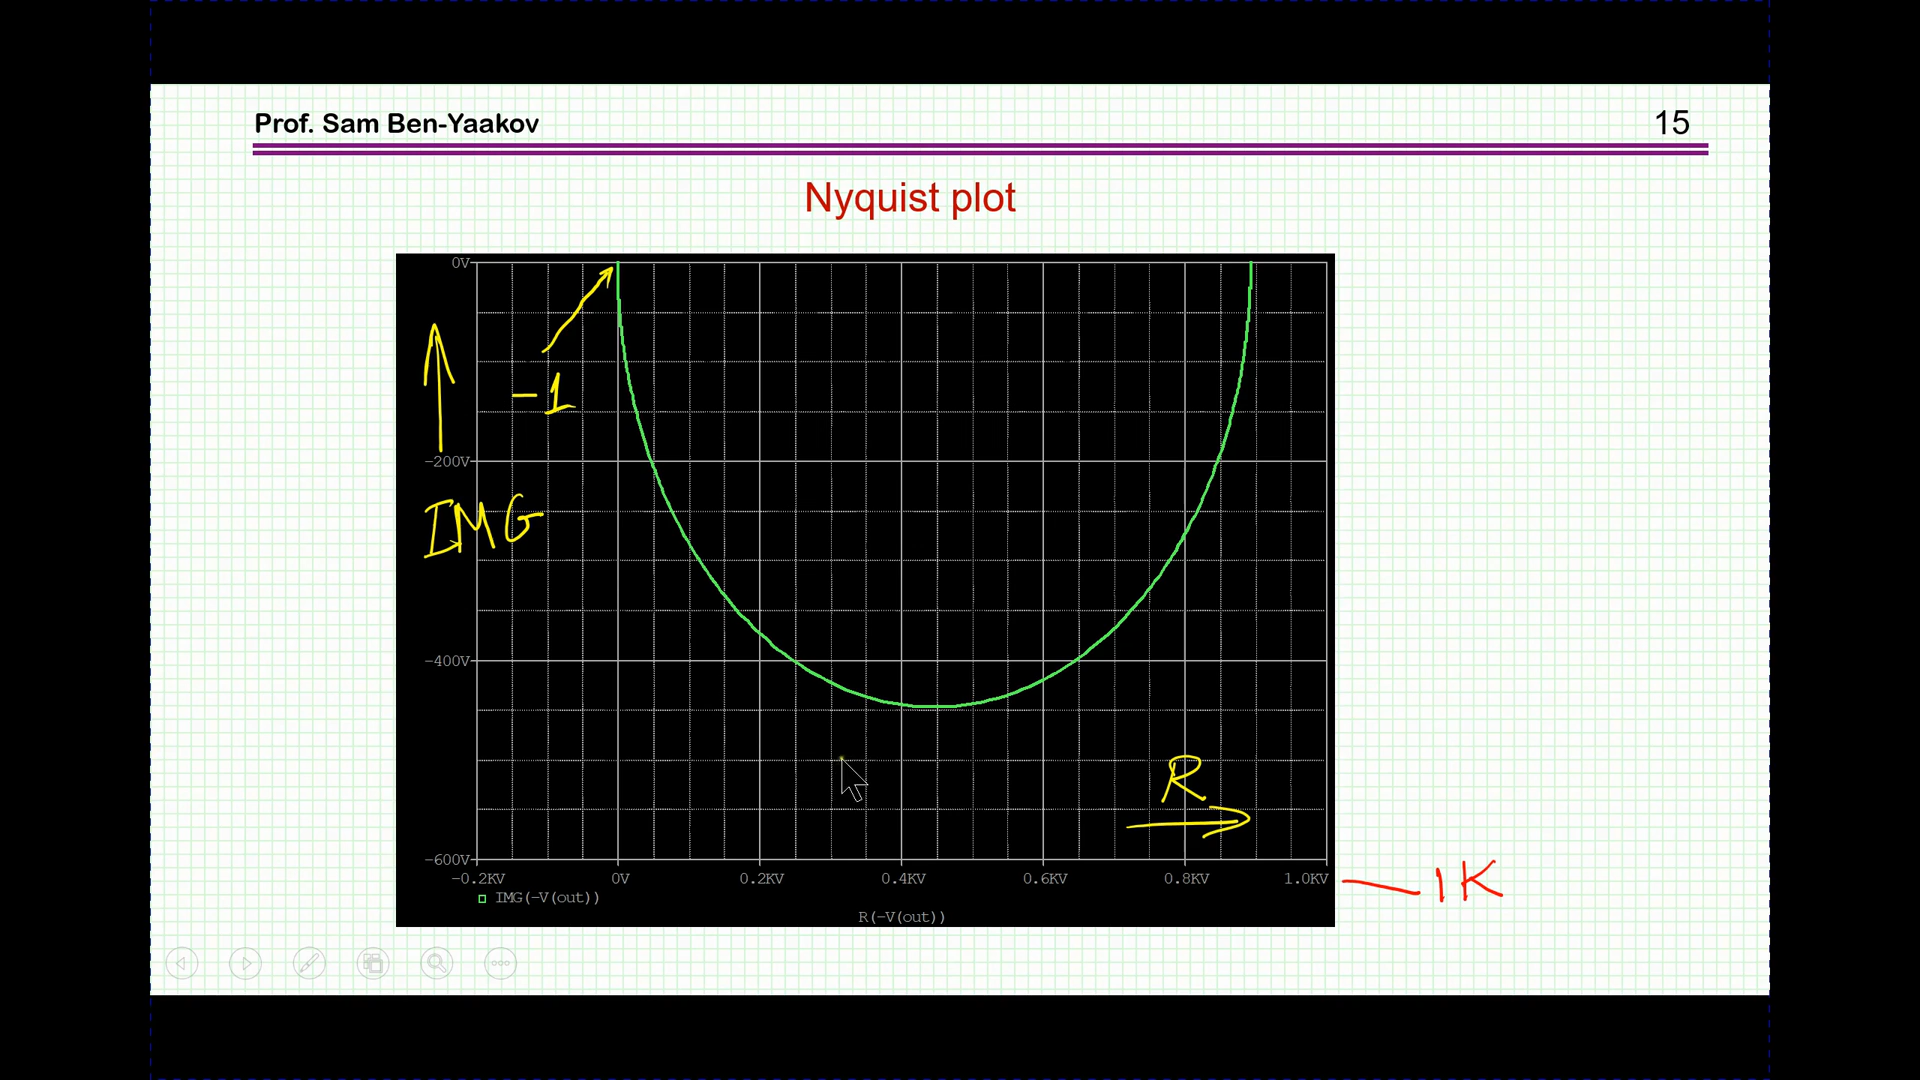 Prof. Sam Ben-Yaakov
15
Nyquist plot
0V
-1
-200V
IMG
-400V
R
-600V
-0.2KV 0V 0.2KV 0.4KV 0.6KV 0.8KV 1.0KV
1K
IMG(-V(out))
R(-V(out))